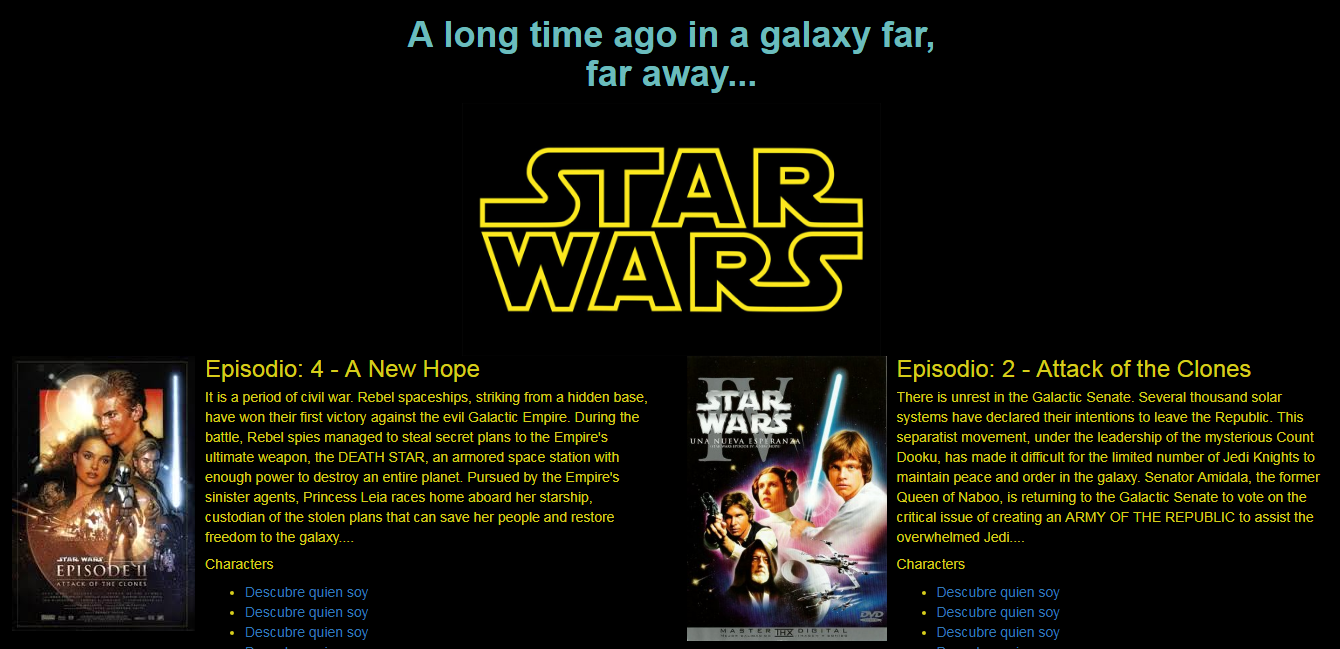 A long time ago in a galaxy far,
far away...
STAR
WARS
STAR WARS
EPISODE II
ATTACK OF THE CLONES
Episodio: 4 - A New Hope
It is a period of civil war. Rebel spaceships, striking from a hidden base,
have won their first victory against the evil Galactic Empire. During the
battle, Rebel spies managed to steal secret plans to the Empire's
ultimate weapon, the DEATH STAR, an armored space station with
enough power to destroy an entire planet. Pursued by the Empire's
sinister agents, Princess Leia races home aboard her starship,
custodian of the stolen plans that can save her people and restore
freedom to the galaxy....
Characters
Descubre quien soy
Descubre quien soy
Descubre quien soy
IV
STAR
WARS
UNA NUEVA ESPERANZA
DVD
MASTER THX DIGITAL
Episodio: 2 - Attack of the Clones
There is unrest in the Galactic Senate. Several thousand solar
systems have declared their intentions to leave the Republic. This
separatist movement, under the leadership of the mysterious Count
Dooku, has made it difficult for the limited number of Jedi Knights to
maintain peace and order in the galaxy. Senator Amidala, the former
Queen of Naboo, is returning to the Galactic Senate to vote on the
critical issue of creating an ARMY OF THE REPUBLIC to assist the
overwhelmed Jedi....
Characters
Descubre quien soy
Descubre quien soy
Descubre quien soy